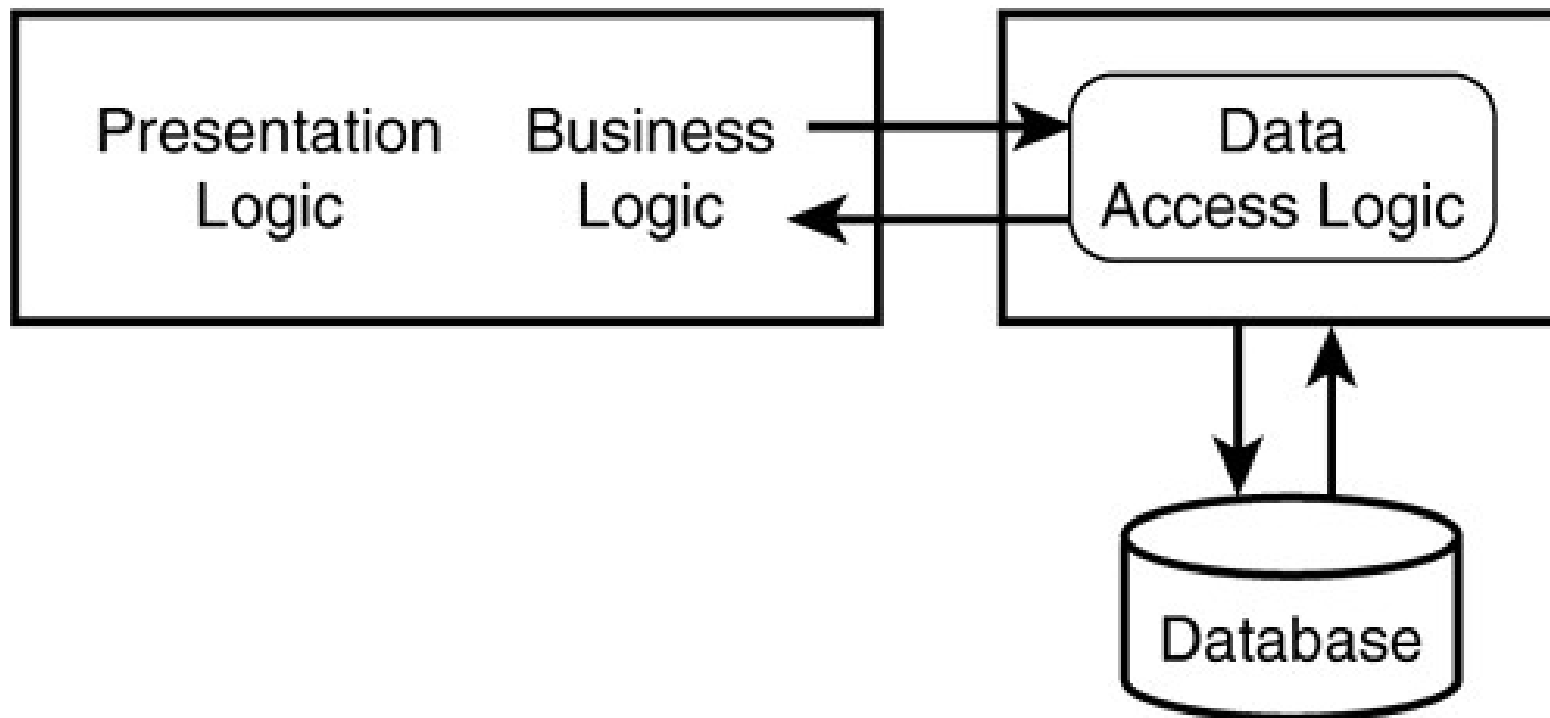 Presentation
Logic
Business
Logic
Data
Access Logic
Database